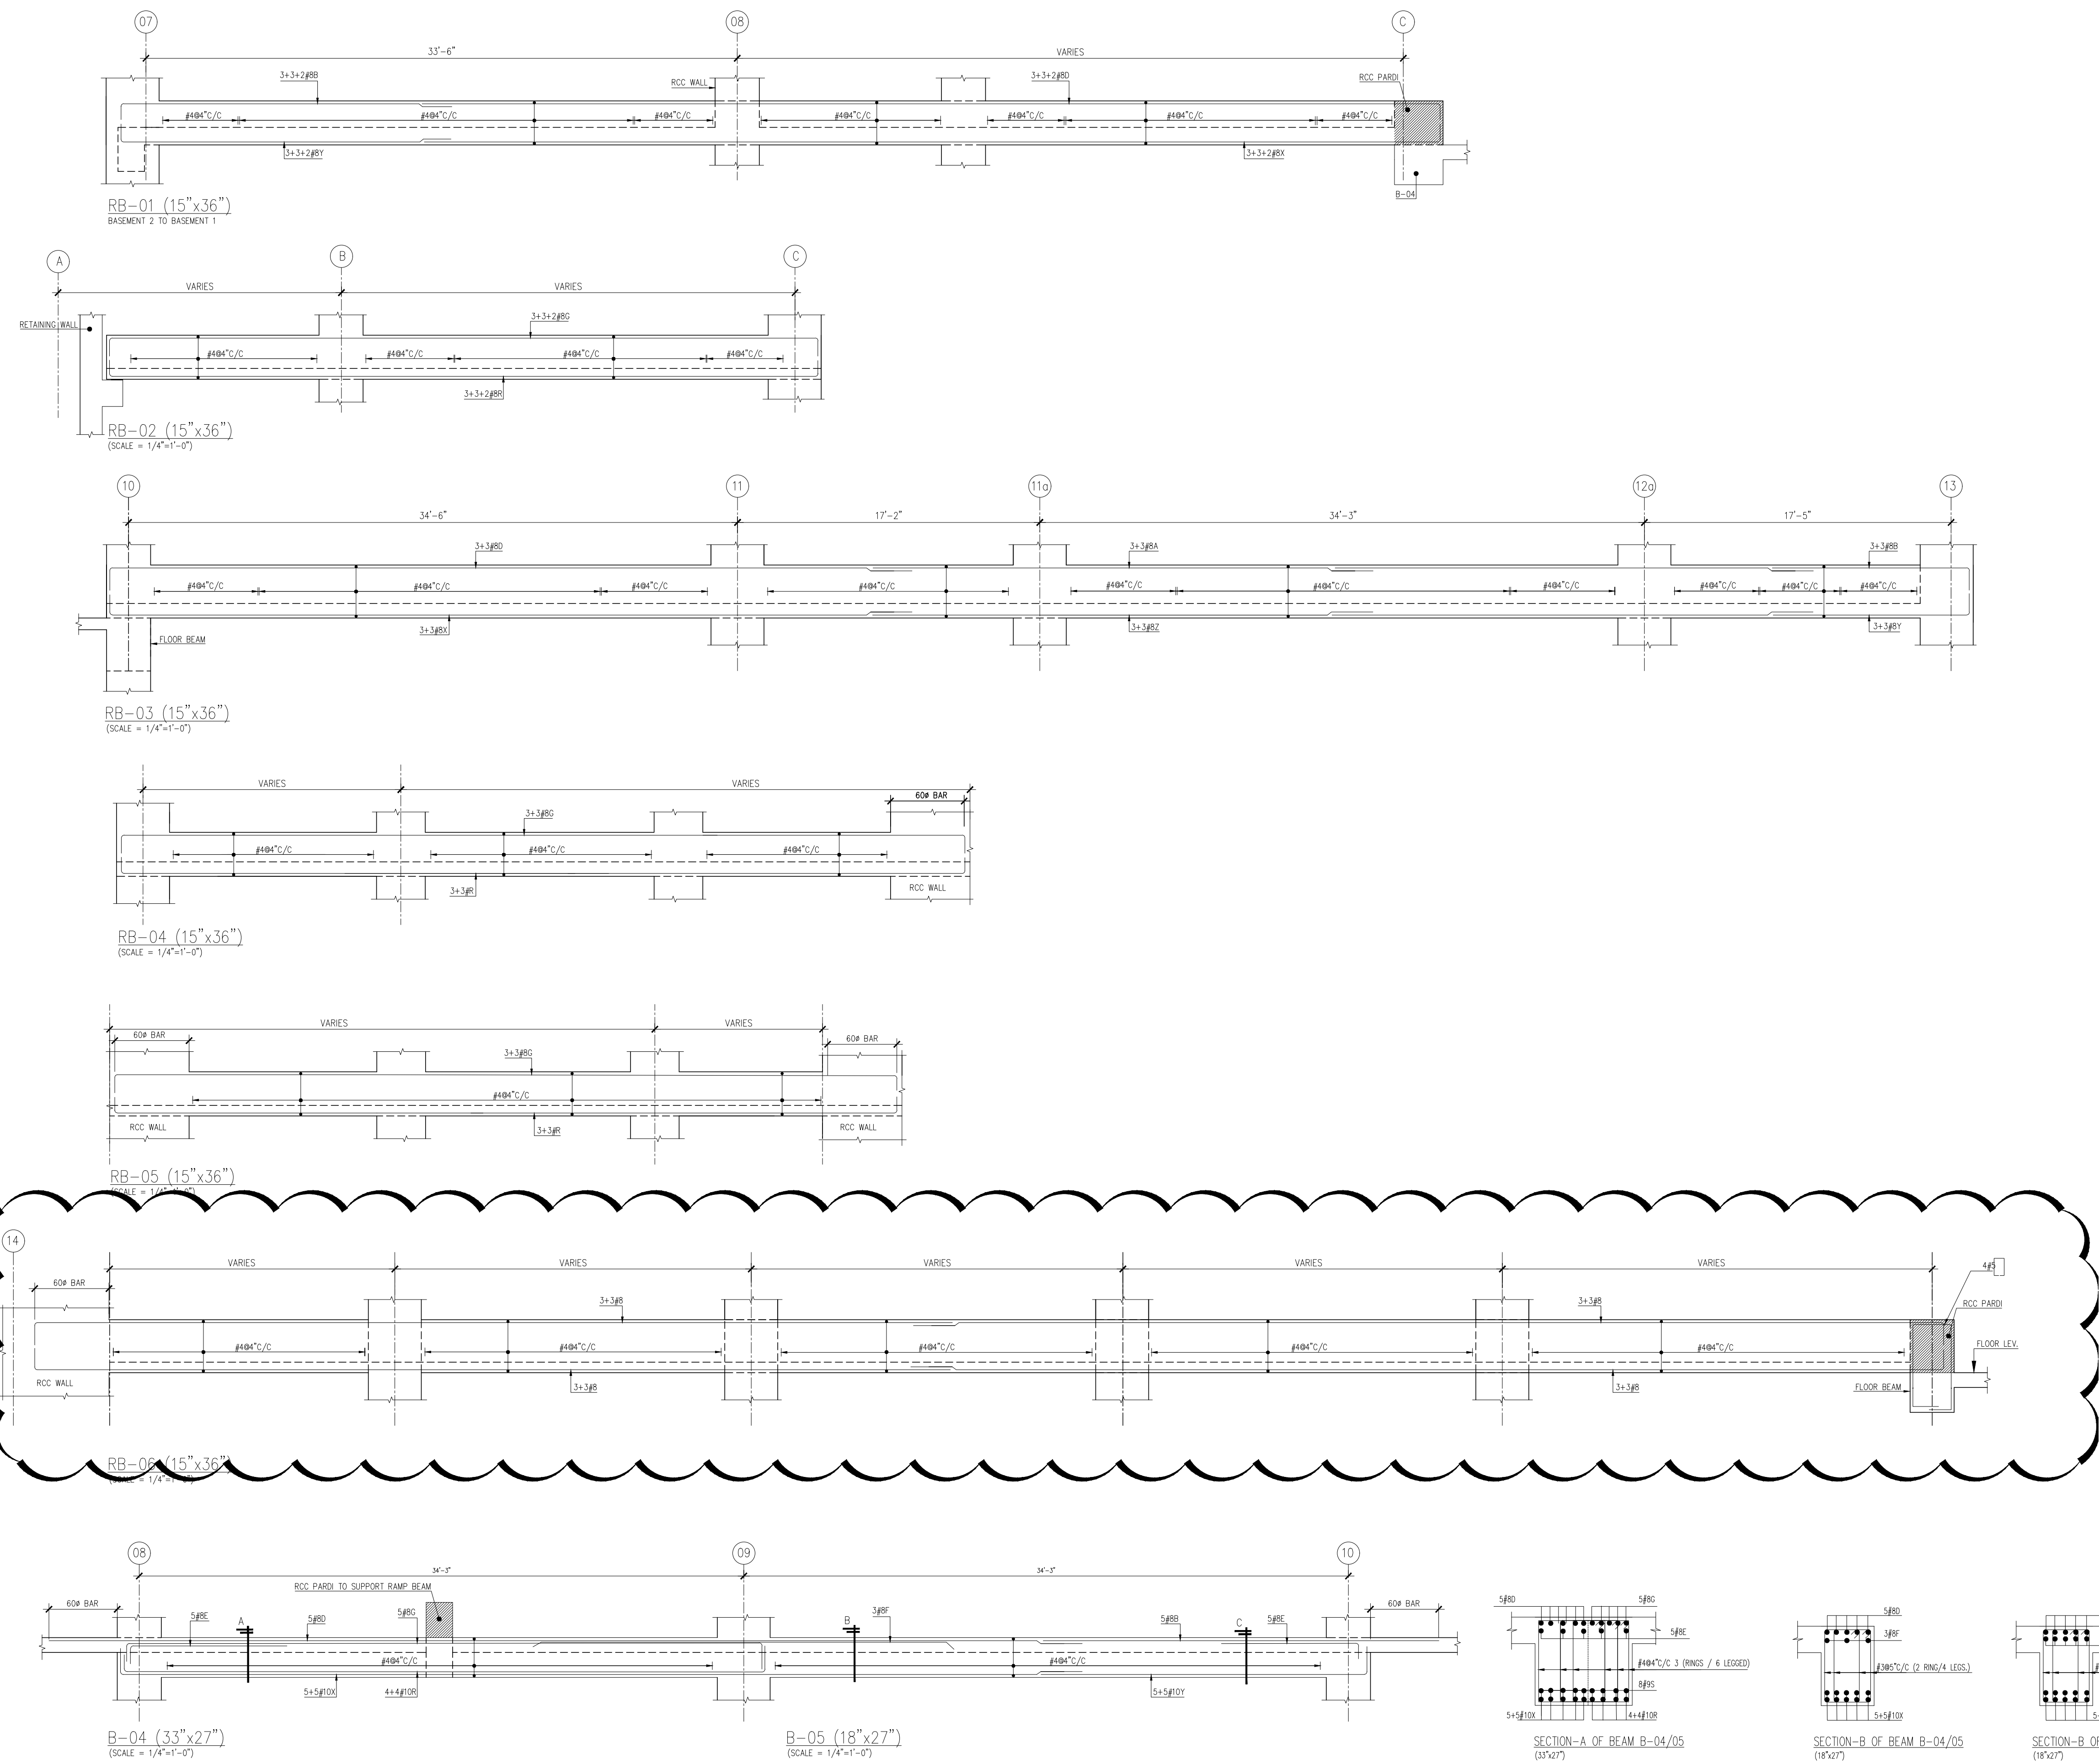 07
08
C
33'-6"
VARIES
3+3+2#8B
RCC WALL
3+3+2#8D
RCC PARDI
#4@4"C/C
#4@4"C/C
#4@4"C/C
#4@4"C/C
#4@4"C/C
#4@4"C/C
#4@4"C/C
3+3+2#8Y
3+3+2#8X
B-04
RB-01 (15"x36")
BASEMENT 2 TO BASEMENT 1
A
B
C
VARIES
VARIES
RETAINING WALL
3+3+2#8G
#4@4"C/C
#4@4"C/C
#4@4"C/C
#4@4"C/C
3+3+2#8R
RB-02 (15"x36")
(SCALE = 1/4"=1'-0")
10
11
11a
12a
13
34'-6"
17'-2"
34'-3"
17'-5"
3+3#8D
3+3#8A
3+3#8B
#4@4"C/C
#4@4"C/C
#4@4"C/C
#4@4"C/C
#4@4"C/C
#4@4"C/C
#4@4"C/C
#4@4"C/C
#4@4"C/C
#4@4"C/C
3+3#8X
3+3#8Z
3+3#8Y
FLOOR BEAM
RB-03 (15"x36")
(SCALE = 1/4"=1'-0")
VARIES
VARIES
60ø BAR
3+3#8G
#4@4"C/C
#4@4"C/C
#4@4"C/C
3+3#R
RCC WALL
RB-04 (15"x36")
(SCALE = 1/4"=1'-0")
VARIES
VARIES
60ø BAR
60ø BAR
3+3#8G
#4@4"C/C
3+3#R
RCC WALL
RCC WALL
RB-05 (15"x36")
(SCALE = 1/4"=1'-0")
14
VARIES
VARIES
VARIES
VARIES
VARIES
60ø BAR
4#5
3+3#8
3+3#8
RCC PARDI
#4@4"C/C
#4@4"C/C
#4@4"C/C
#4@4"C/C
#4@4"C/C
FLOOR LEV.
RCC WALL
3+3#8
3+3#8
FLOOR BEAM
RB-06 (15"x36")
(SCALE = 1/4"=1'-0")
08
09
10
34'-3"
34'-3"
RCC PARDI TO SUPPORT RAMP BEAM
60ø BAR
60ø BAR
5#8E
A
5#8D
5#8G
B
3#8F
5#8B
C
5#8E
#4@4"C/C
#4@4"C/C
5+5#10X
4+4#10R
5+5#10Y
B-04 (33"x27")
(SCALE = 1/4"=1'-0")
B-05 (18"x27")
(SCALE = 1/4"=1'-0")
5#8D
5#8G
5#8E
#4@4"C/C 3 (RINGS / 6 LEGGED)
8#9S
5+5#10X
4+4#10R
SECTION-A OF BEAM B-04/05
(33"x27")
5#8D
3#8F
#3@5"C/C (2 RING/4 LEGS.)
5+5#10X
SECTION-B OF BEAM B-04/05
(18"x27")
SECTION-B
(18"x27")